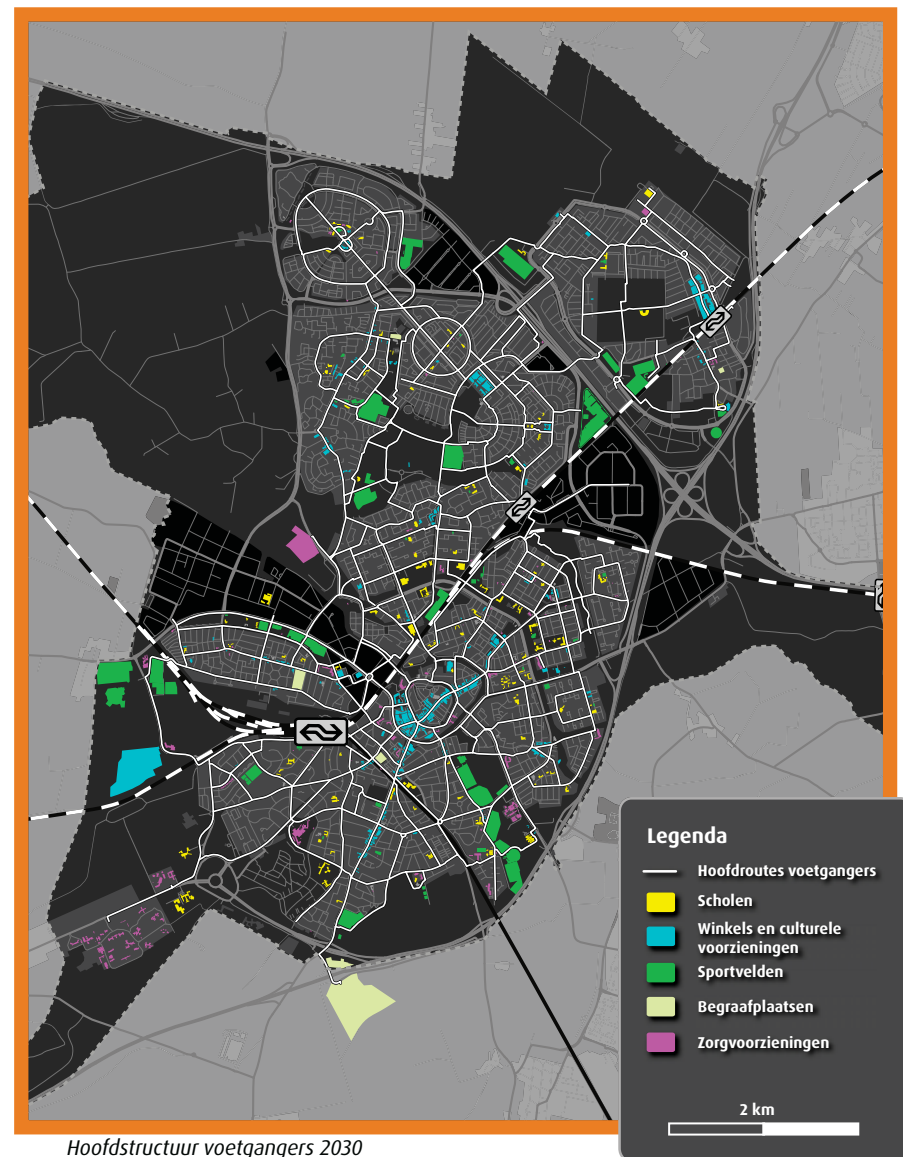 Legenda
Hoofdroutes voetgangers
Scholen
Winkels en culturele
voorzieningen
Sportvelden
Begraafplaatsen
Zorgvoorzieningen
2 km
Hoofdstructuur voetgangers 2030